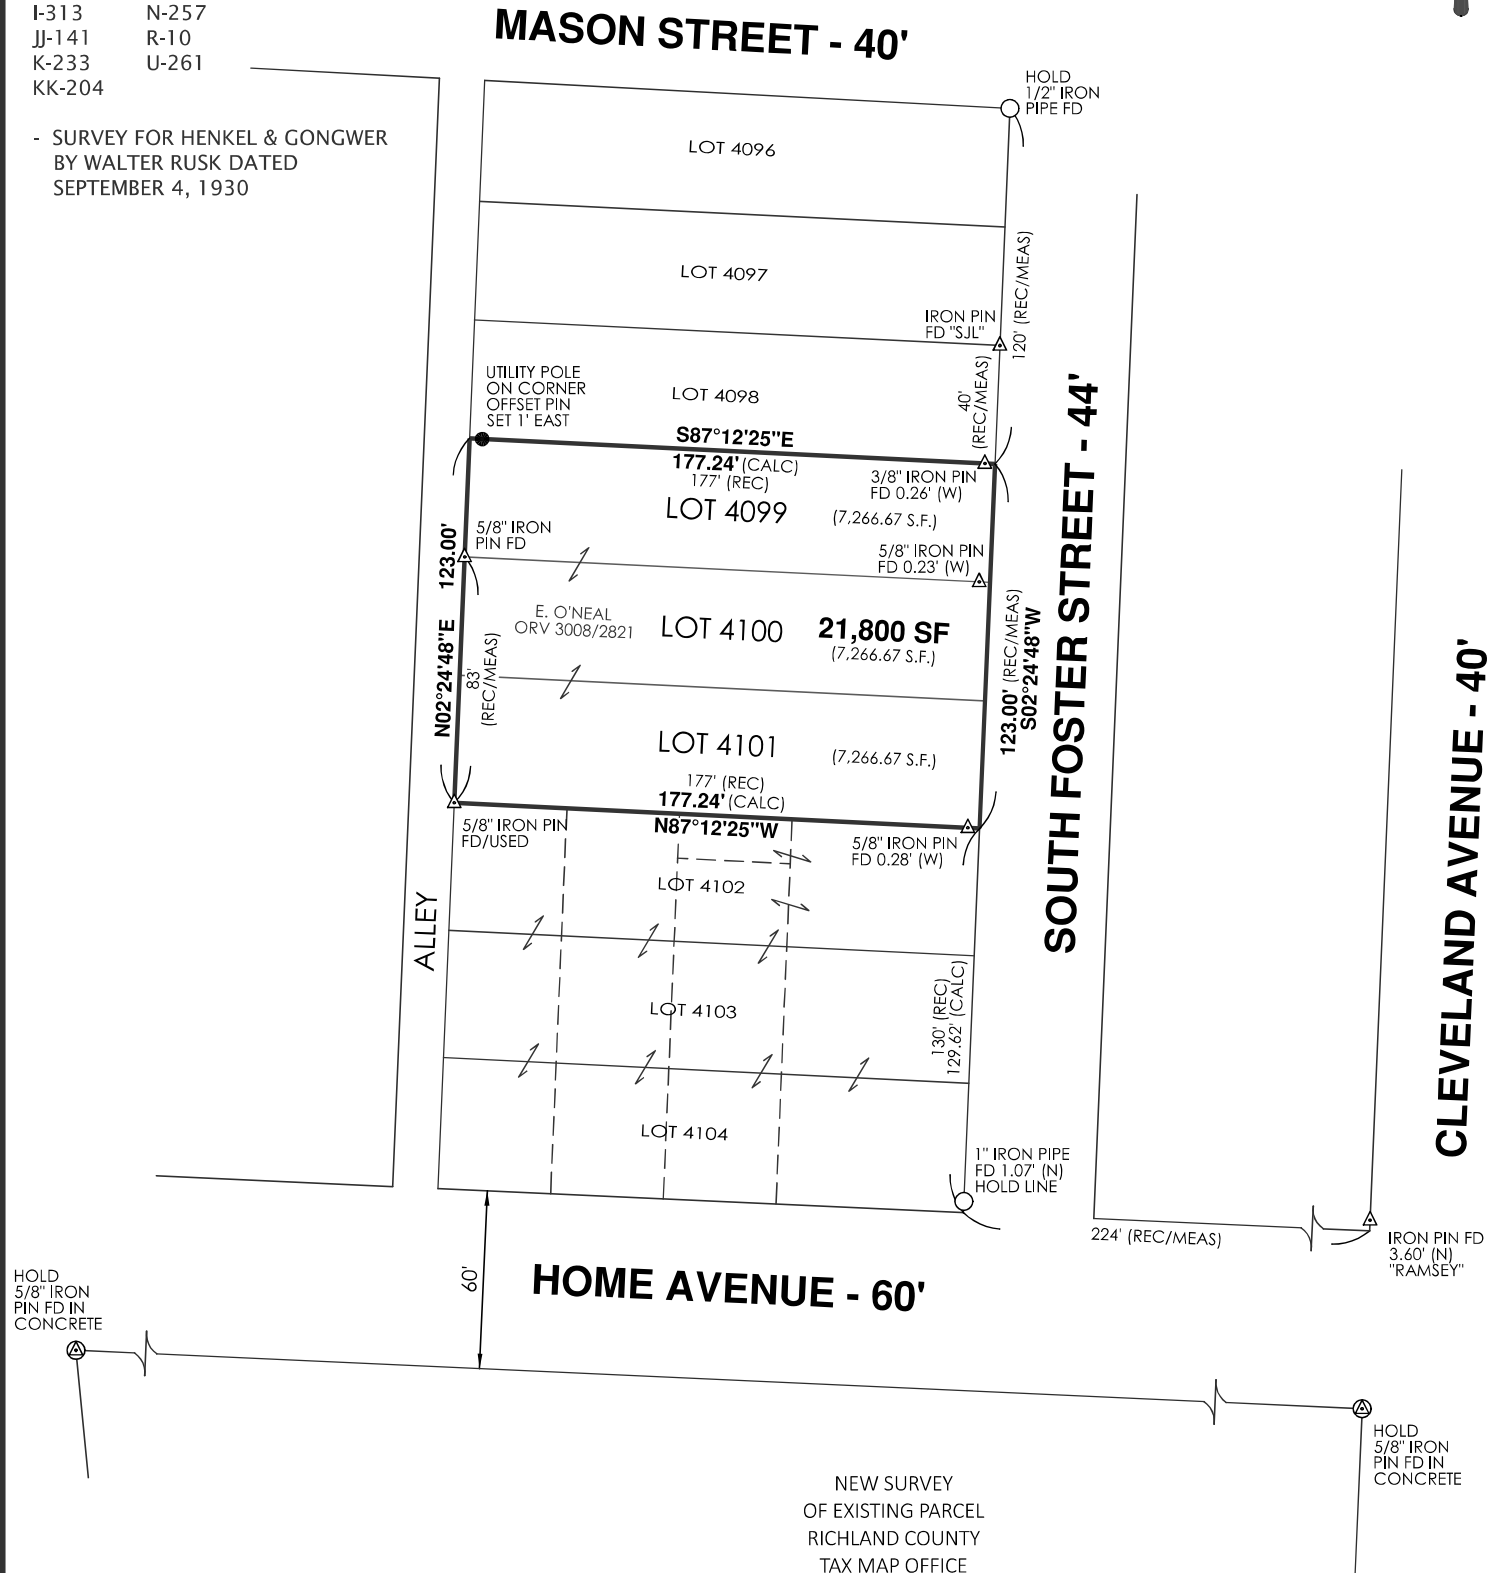 I-313 N-257
JJ-141 R-10
K-233 U-261
KK-204
- SURVEY FOR HENKEL & GONGWER
BY WALTER RUSK DATED
SEPTEMBER 4, 1930
MASON STREET - 40'
HOLD
1/2" IRON
PIPE FD
LOT 4096
LOT 4097
120' (REC/MEAS)
IRON PIN
FD "SJL"
UTILITY POLE
ON CORNER
OFFSET PIN
SET 1' EAST
LOT 4098
40'
(REC/MEAS)
S87°12'25"E
177.24' (CALC)
177' (REC)
3/8" IRON PIN
FD 0.26' (W)
LOT 4099
(7,266.67 S.F.)
5/8" IRON
PIN FD
5/8" IRON PIN
FD 0.23' (W)
N02°24'48"E 123.00'
83'
(REC/MEAS)
E. O'NEAL
ORV 3008/2821
LOT 4100
21,800 SF
(7,266.67 S.F.)
123.00' (REC/MEAS)
S02°24'48"W
SOUTH FOSTER STREET - 44'
CLEVELAND AVENUE - 40'
LOT 4101
(7,266.67 S.F.)
177' (REC)
177.24' (CALC)
N87°12'25"W
5/8" IRON PIN
FD/USED
5/8" IRON PIN
FD 0.28' (W)
LOT 4102
ALLEY
LOT 4103
130' (REC)
129.62' (CALC)
LOT 4104
1" IRON PIPE
FD 1.07' (N)
HOLD LINE
224' (REC/MEAS)
IRON PIN FD
3.60' (N)
"RAMSEY"
60'
HOME AVENUE - 60'
HOLD
5/8" IRON
PIN FD IN
CONCRETE
HOLD
5/8" IRON
PIN FD IN
CONCRETE
NEW SURVEY
OF EXISTING PARCEL
RICHLAND COUNTY
TAX MAP OFFICE